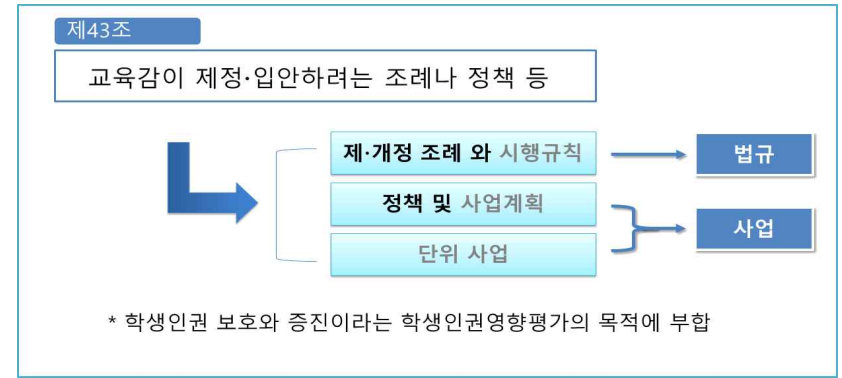 제43조
교육감이 제정·입안하려는 조례나 정책 등
제·개정 조례 와 시행규칙
법규
정책 및 사업계획
사업
단위 사업
* 학생인권 보호와 증진이라는 학생인권영향평가의 목적에 부합